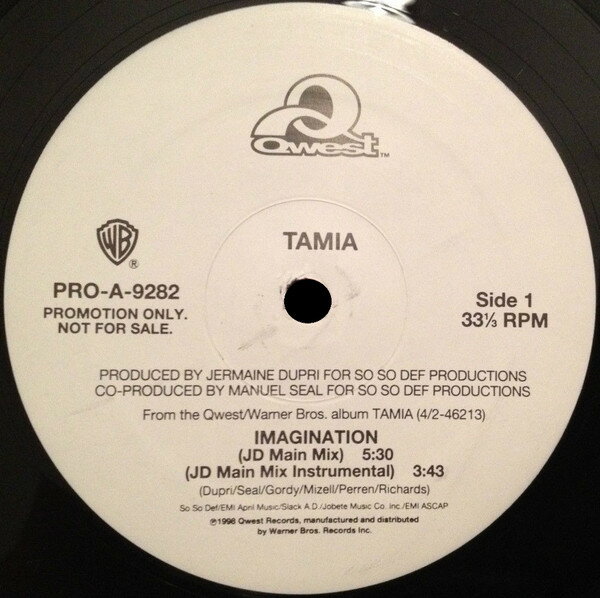 Qwest™
WB
®
TAMIA
PRO-A-9282
PROMOTION ONLY.
NOT FOR SALE.
Side 1
33⅓ RPM
PRODUCED BY JERMAINE DUPRI FOR SO SO DEF PRODUCTIONS
CO-PRODUCED BY MANUEL SEAL FOR SO SO DEF PRODUCTIONS
From the Qwest/Warner Bros. album TAMIA (4/2-46213)
IMAGINATION
(JD Main Mix) 5:30
(JD Main Mix Instrumental) 3:43
(Dupri/Seal/Gordy/Mizell/Perren/Richards)
So So Def/EMI April Music/Slack A.D./Jobete Music Co. Inc./EMI ASCAP
℗1998 Qwest Records, manufactured and distributed
by Warner Bros. Records Inc.